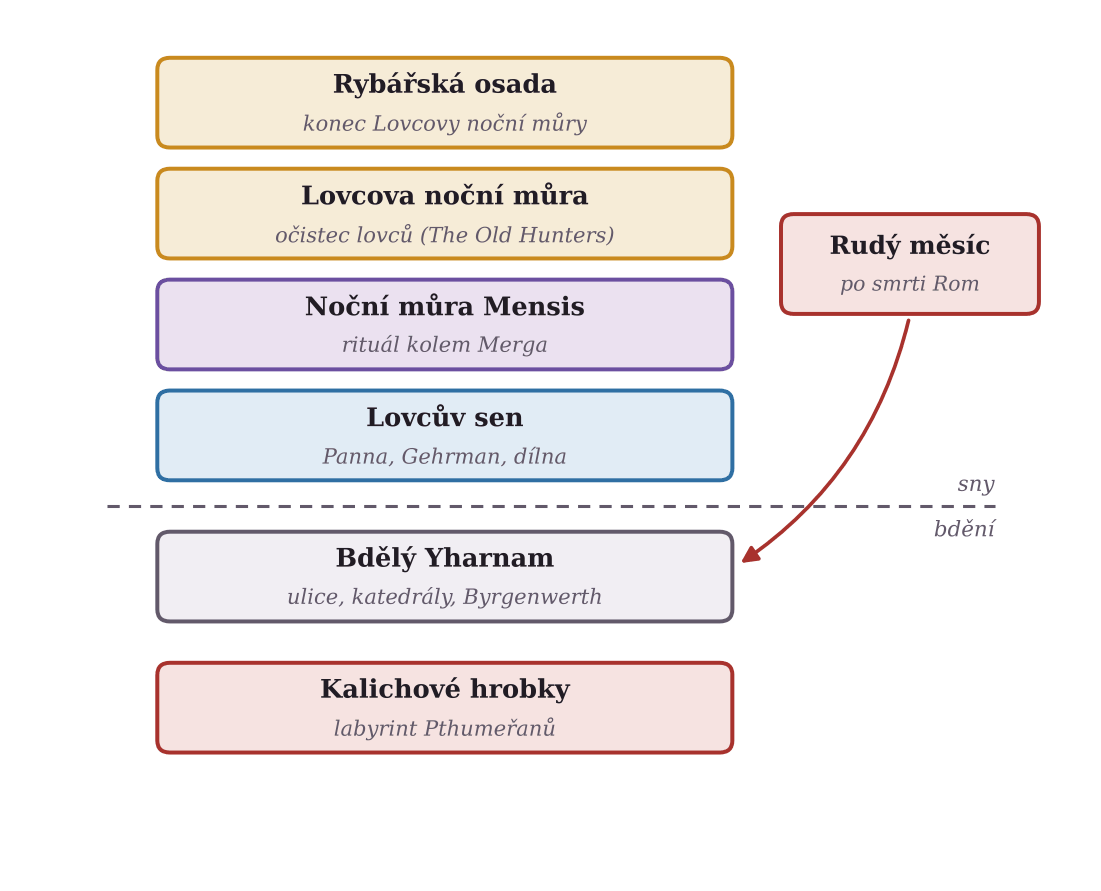 Rybářská osada
konec Lovcovy noční můry
Lovcova noční můra
očistec lovců (The Old Hunters)
Rudý měsíc
po smrti Rom
Noční můra Mensis
rituál kolem Merga
Lovcův sen
Panna, Gehrman, dílna
sny
bdění
Bdělý Yharnam
ulice, katedrály, Byrgenwerth
Kalichové hrobky
labyrint Pthumeřanů